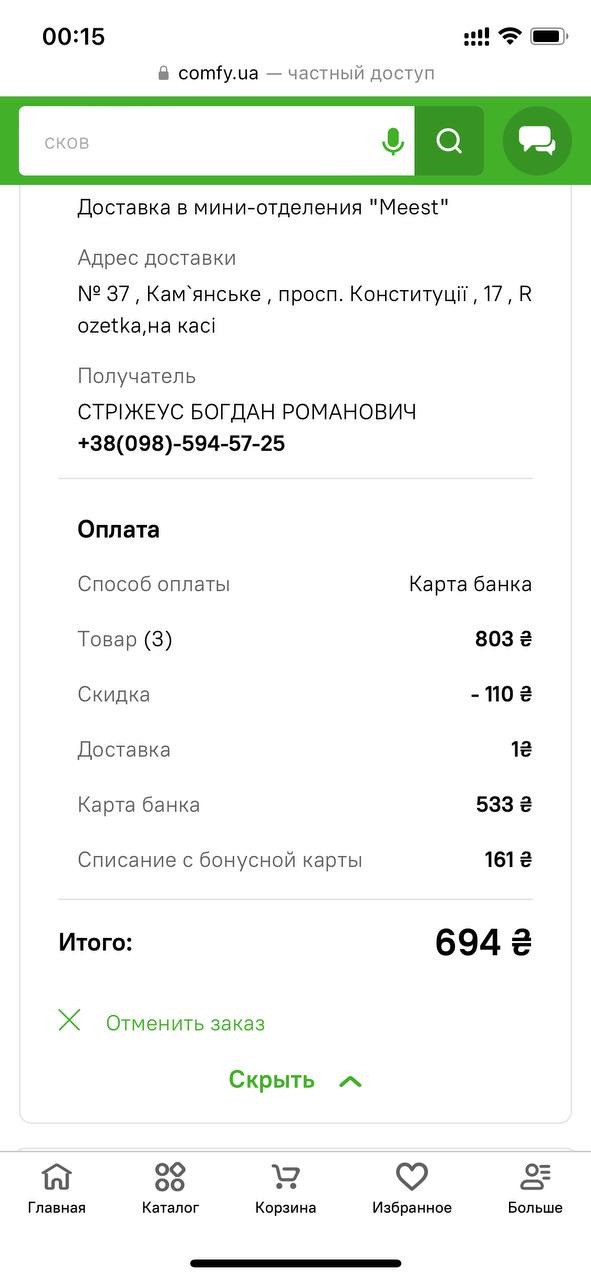 00:15
comfy.ua — частный доступ
сков
Доставка в мини-отделения "Meest"
Адрес доставки
№ 37 , Кам`янське , просп. Конституції , 17 , R
ozetka,на касі
Получатель
СТРІЖЕУС БОГДАН РОМАНОВИЧ
+38(098)-594-57-25
Оплата
Способ оплаты Карта банка
Товар (3) 803 ₴
Скидка - 110 ₴
Доставка 1₴
Карта банка 533 ₴
Списание с бонусной карты 161 ₴
Итого: 694 ₴
Отменить заказ
Скрыть
Главная Каталог Корзина Избранное Больше